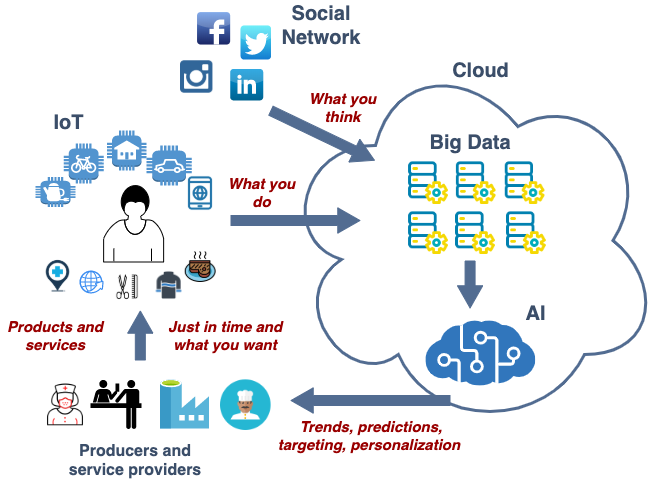 Social
Network
f
in
Cloud
What you
think
IoT
Big Data
What you
do
AI
Products and
services
Just in time and
what you want
Trends, predictions,
targeting, personalization
Producers and
service providers